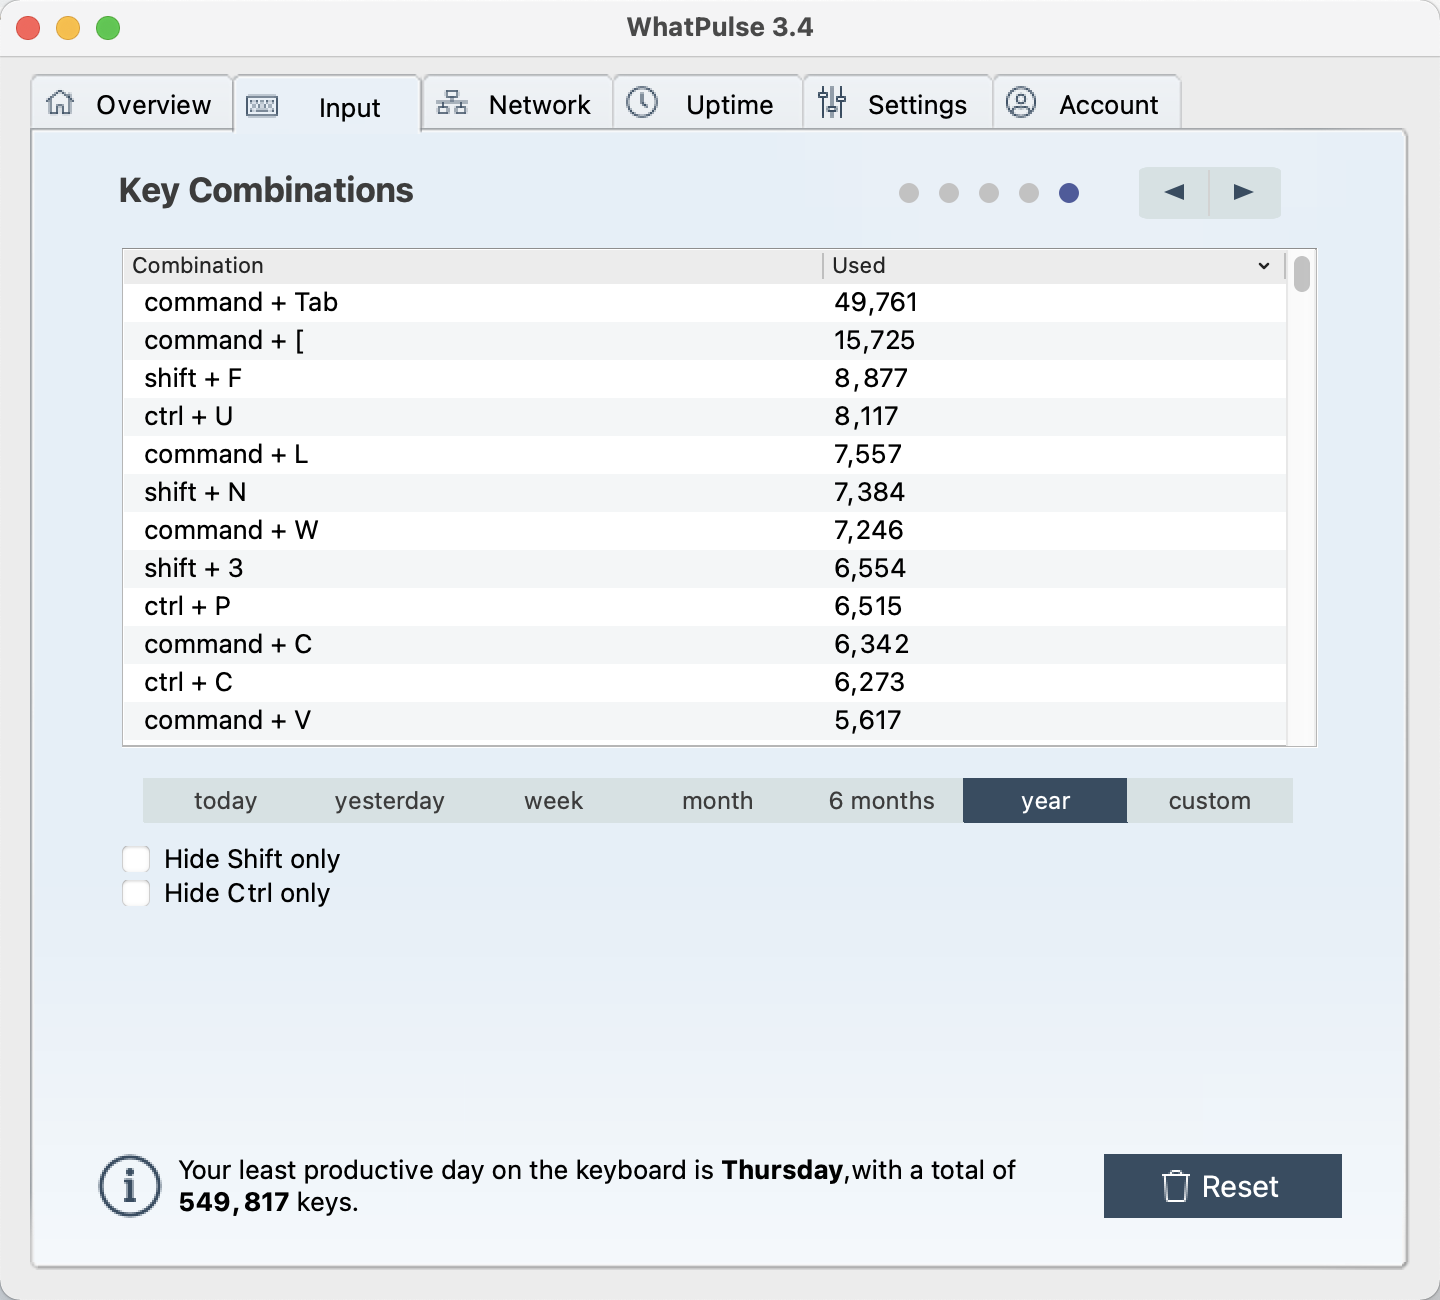 WhatPulse 3.4
Overview
Input
Network
Uptime
Settings
Account
Key Combinations
Combination Used
command + Tab 49,761
command + [ 15,725
shift + F 8,877
ctrl + U 8,117
command + L 7,557
shift + N 7,384
command + W 7,246
shift + 3 6,554
ctrl + P 6,515
command + C 6,342
ctrl + C 6,273
command + V 5,617
today yesterday week month 6 months year custom
Hide Shift only
Hide Ctrl only
Your least productive day on the keyboard is Thursday,with a total of
549,817 keys.
Reset